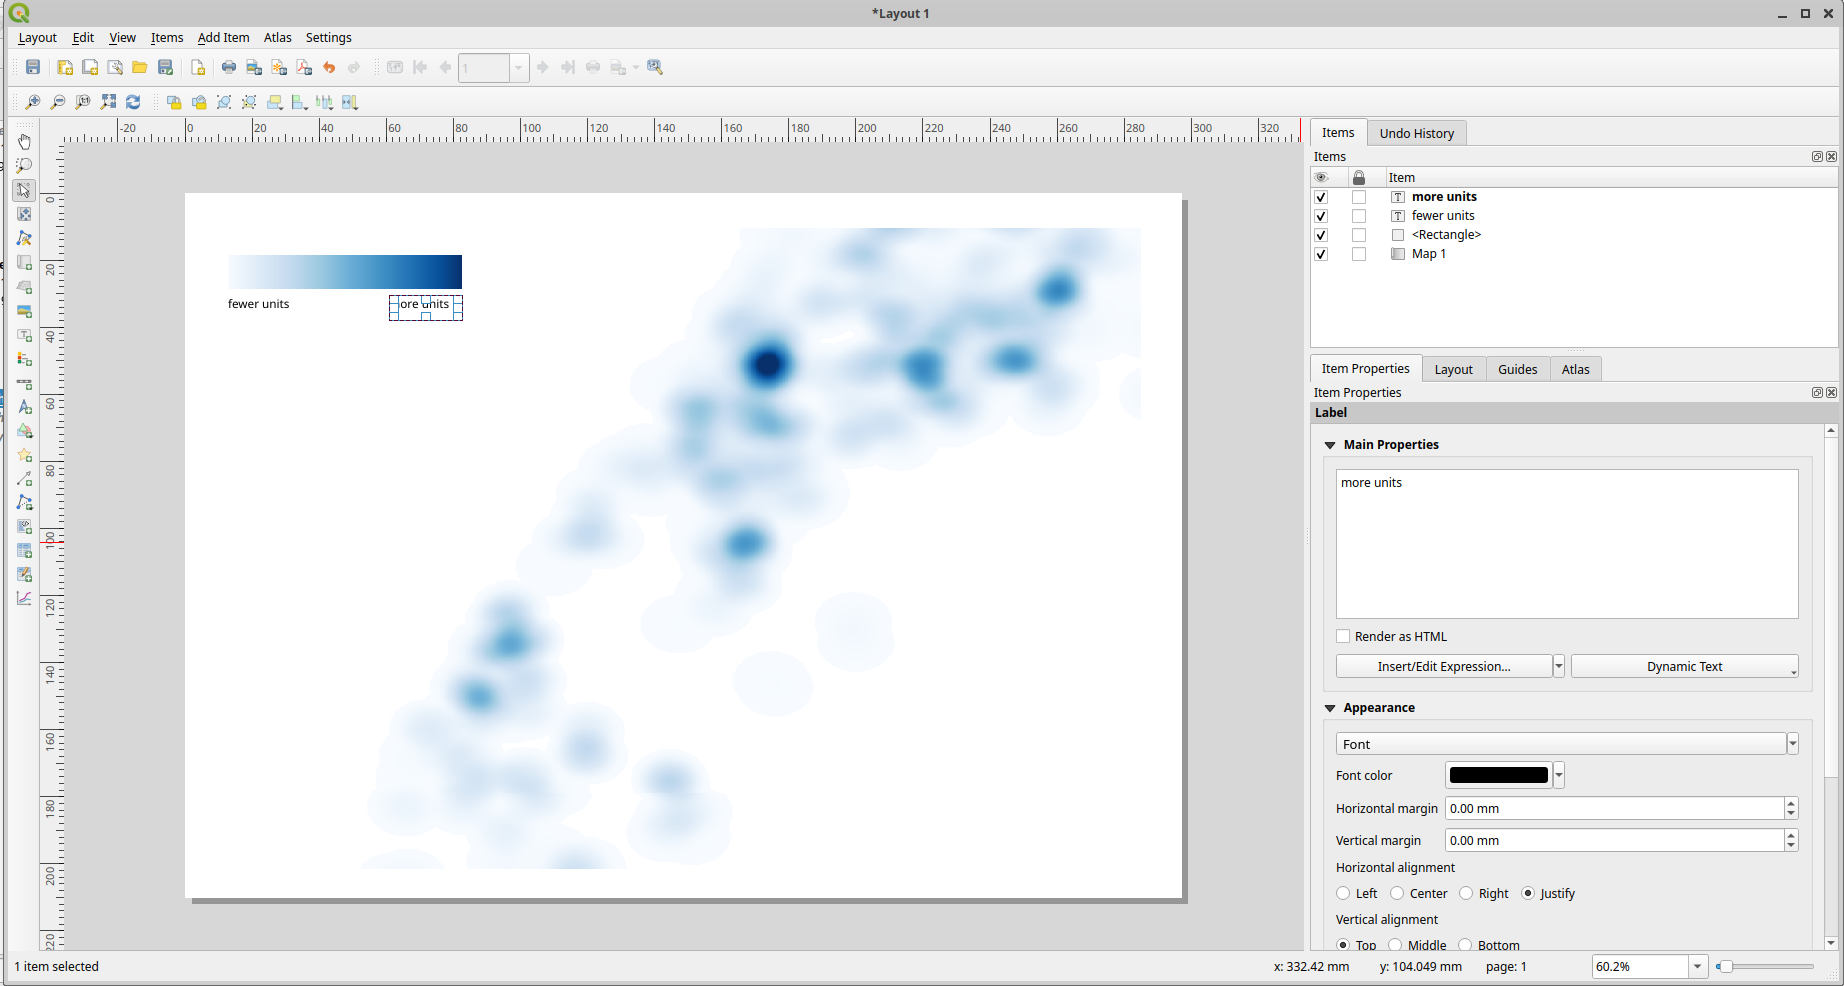 *Layout 1
Layout Edit View Items Add Item Atlas Settings
1
-20 0 20 40 60 80 100 120 140 160 180 200 220 240 260 280 300 320
0
20
40
60
80
100
120
140
160
180
200
220
fewer units
ore units
Items Undo History
Items
Item
more units
fewer units
<Rectangle>
Map 1
Item Properties Layout Guides Atlas
Item Properties
Label
Main Properties
more units
Render as HTML
Insert/Edit Expression... Dynamic Text
Appearance
Font
Font color
Horizontal margin 0.00 mm
Vertical margin 0.00 mm
Horizontal alignment
Left Center Right Justify
Vertical alignment
Top Middle Bottom
1 item selected x: 332.42 mm y: 104.049 mm page: 1 60.2%